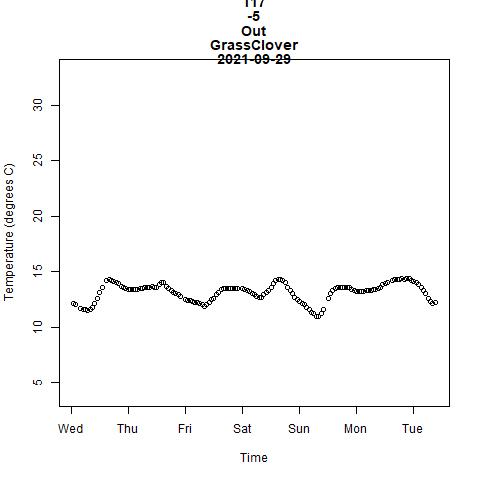 T17
-5
Out
GrassClover
2021-09-29
Temperature (degrees C)
30
25
20
15
10
5
Wed Thu Fri Sat Sun Mon Tue
Time